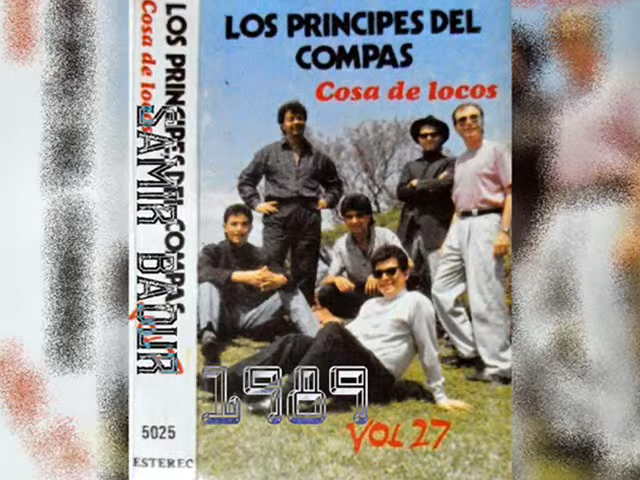 LOS PRINCIPES DEL
COMPAS
Cosa de locos
LOS PRINCIPES DEL COMPAS
Cosa de locos
SAMIR BADUR
1989
VOL 27
5025
ESTEREO